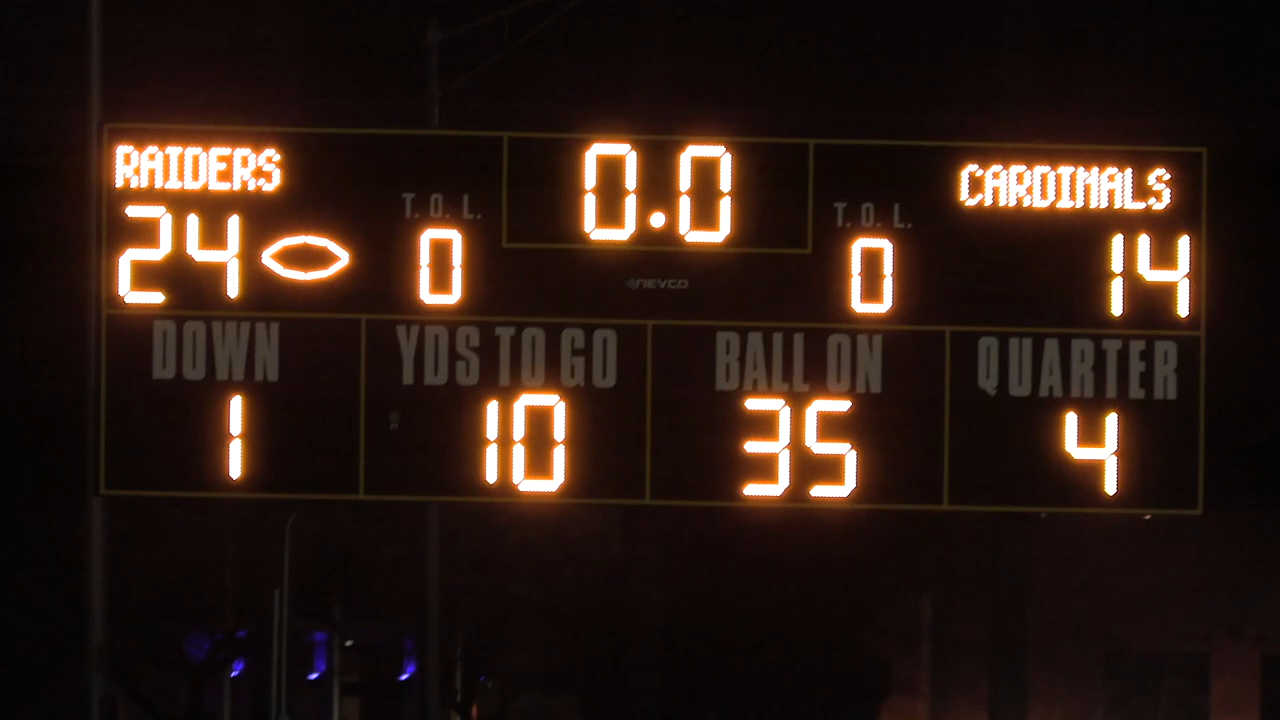 RAIDERS
0.0
CARDINALS
T. O. L.
T. O. L.
24
0
0
14
NEVCO
DOWN
YDS TO GO
BALL ON
QUARTER
1
10
35
4